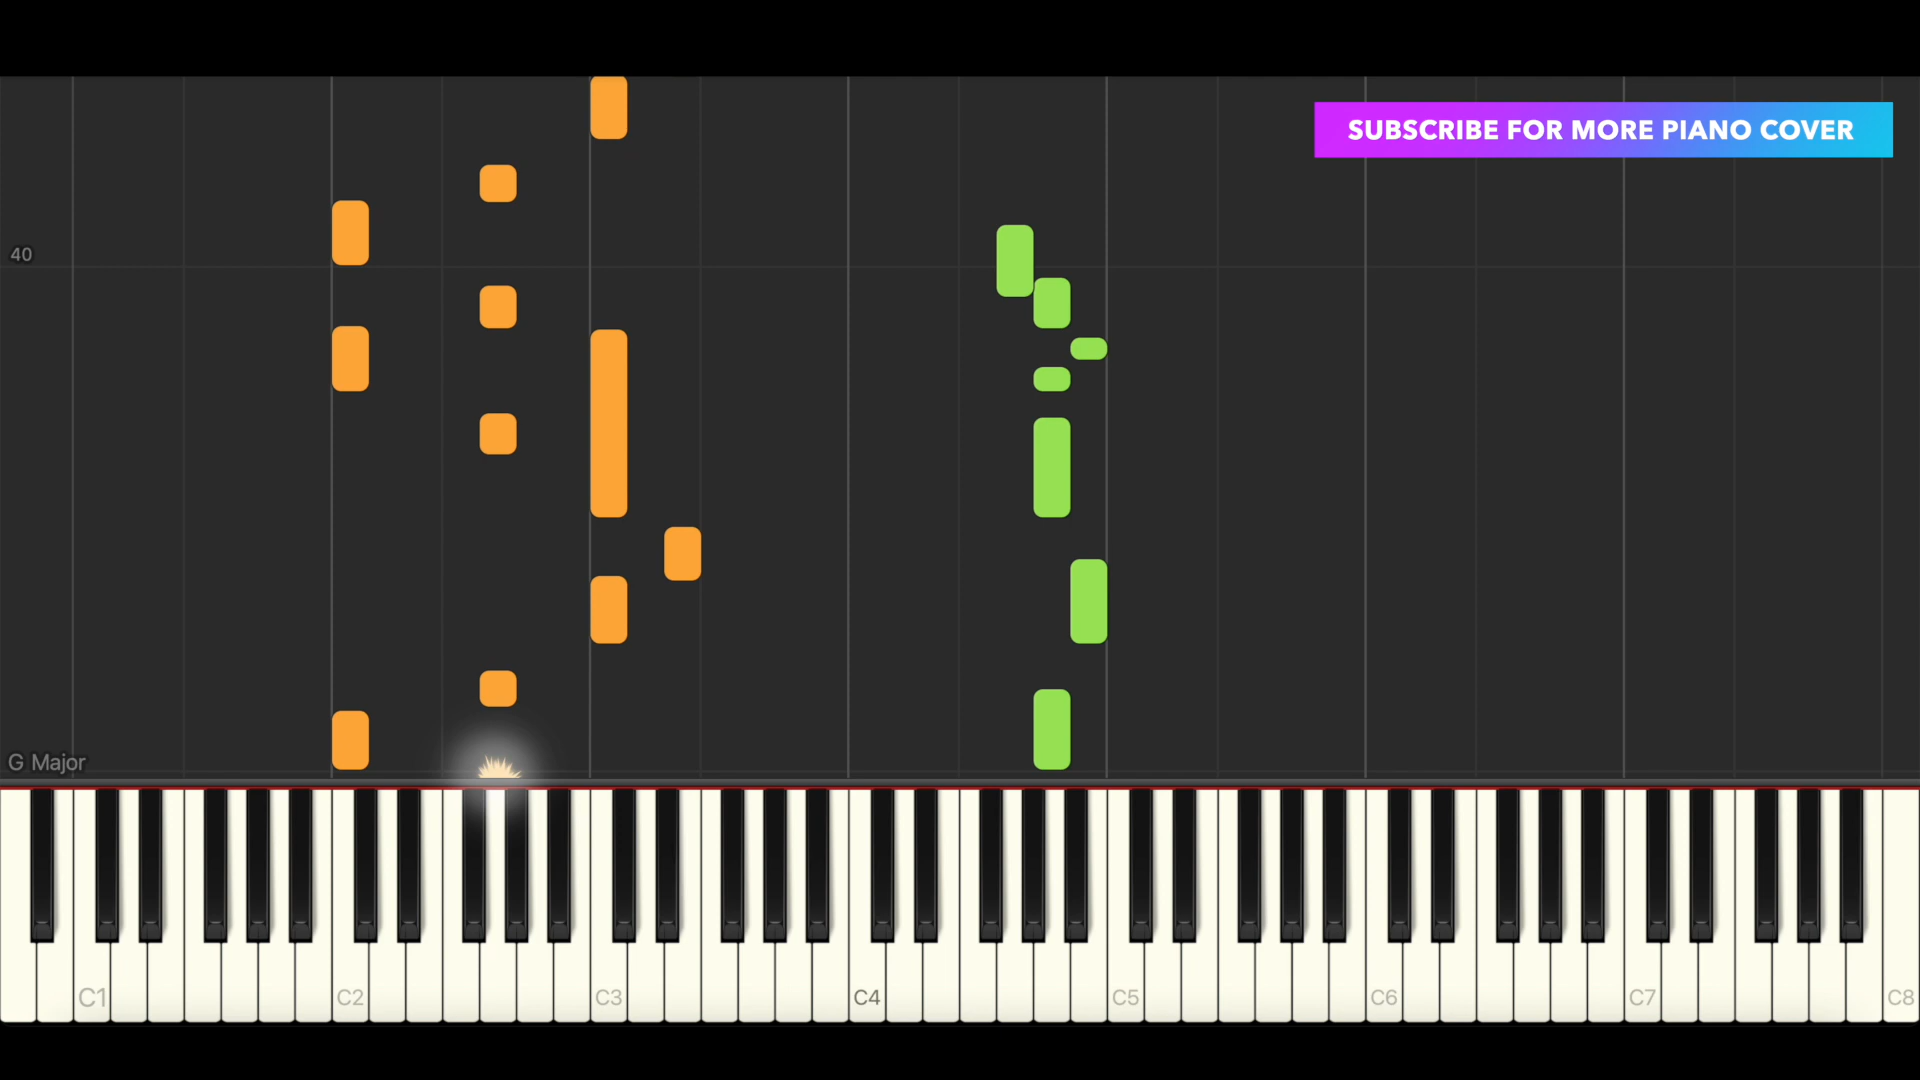 SUBSCRIBE FOR MORE PIANO COVER
40
G Major
C1 C2 C3 C4 C5 C6 C7 C8